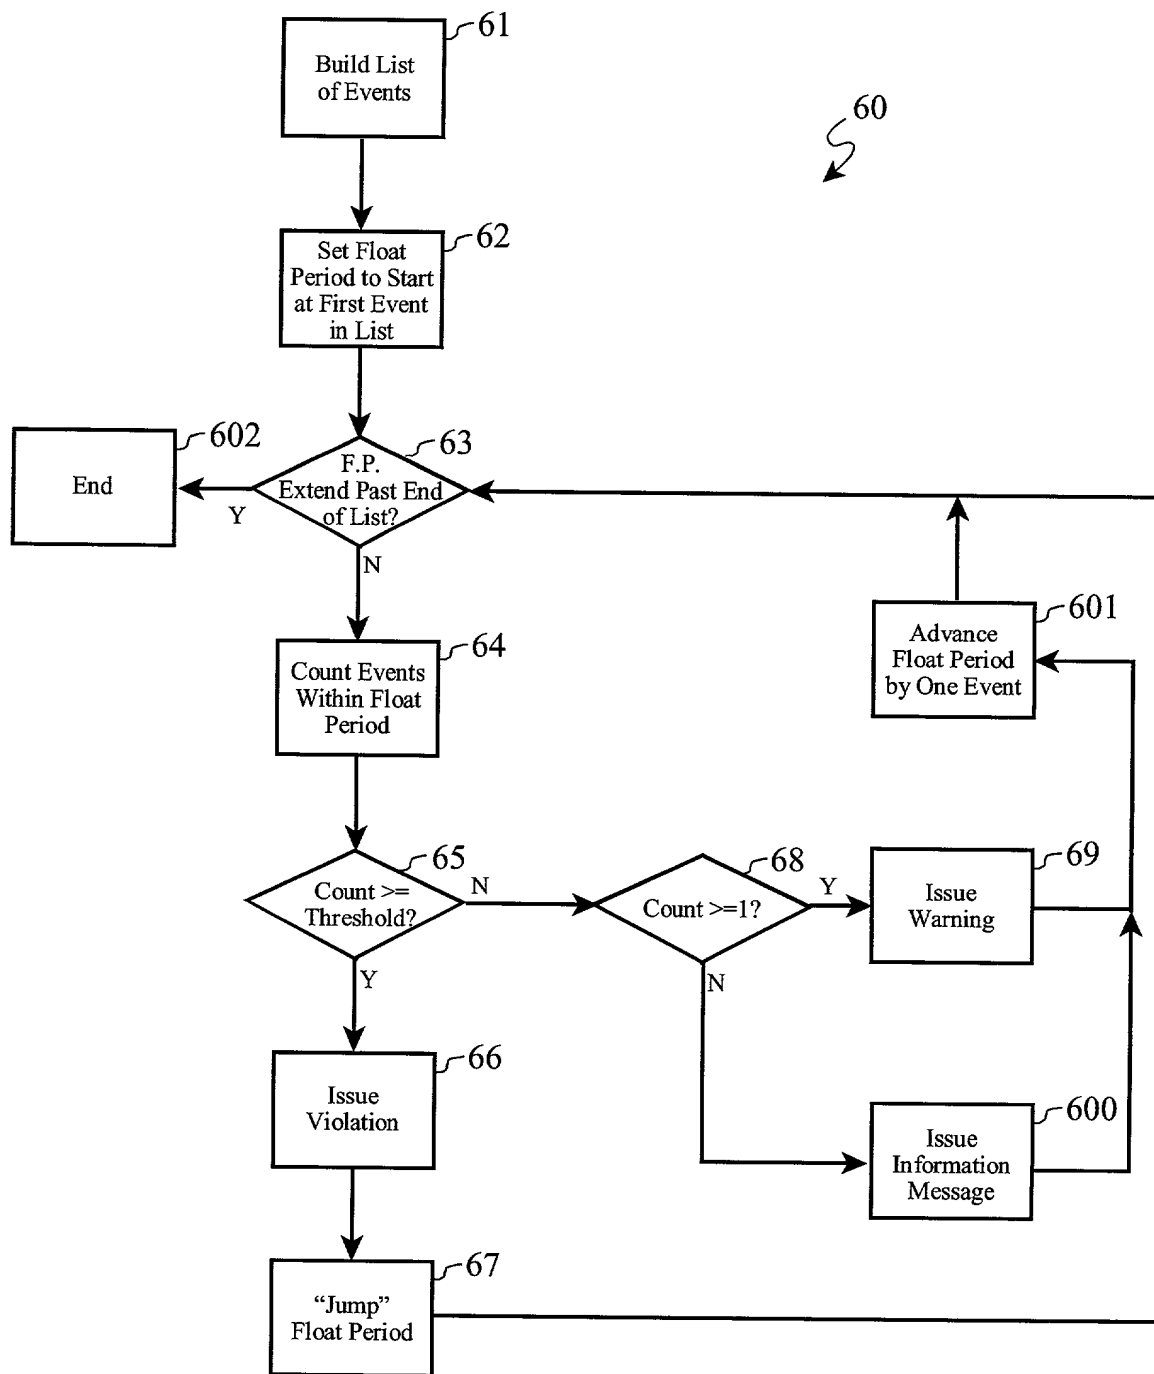 61
Build List
of Events
60
62
Set Float
Period to Start
at First Event
in List
602
End
63
F.P.
Extend Past End
of List?
Y
N
601
Advance
Float Period
by One Event
64
Count Events
Within Float
Period
65
Count >=
Threshold?
N
Y
68
Count >=1?
Y
N
69
Issue
Warning
66
Issue
Violation
600
Issue
Information
Message
67
“Jump”
Float Period